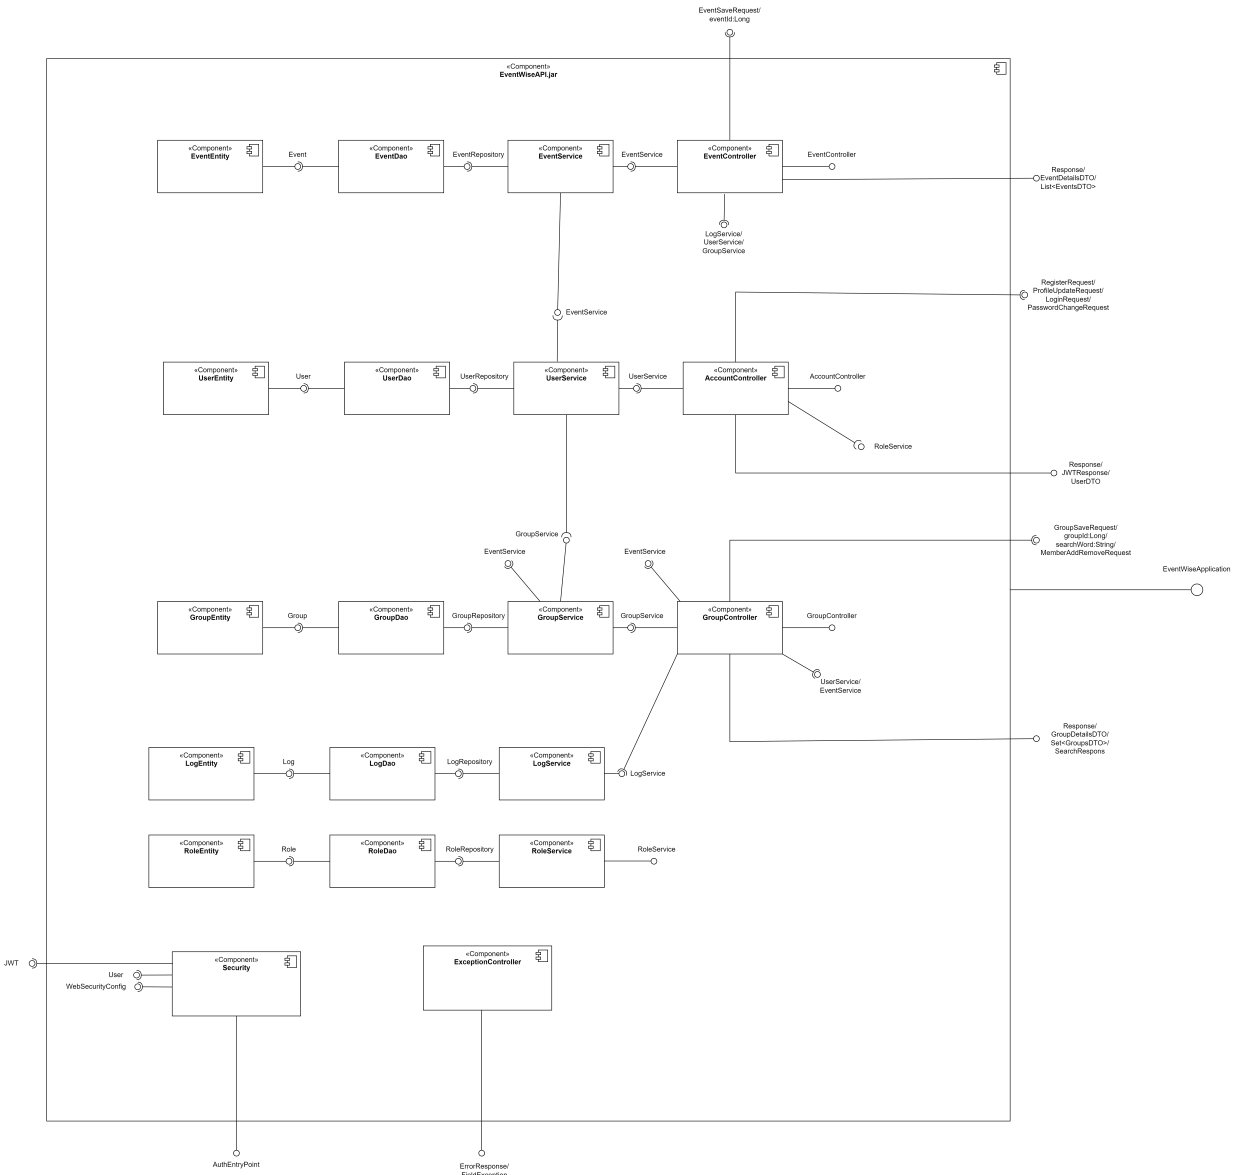 EventSaveRequest/
eventId:Long
«Component»
EventWiseAPI.jar
«Component»
EventEntity
Event
«Component»
EventDao
EventRepository
«Component»
EventService
EventService
«Component»
EventController
EventController
Response/
EventDetailsDTO/
List<EventsDTO>
LogService/
UserService/
GroupService
RegisterRequest/
ProfileUpdateRequest/
LoginRequest/
PasswordChangeRequest
EventService
«Component»
UserEntity
User
«Component»
UserDao
UserRepository
«Component»
UserService
UserService
«Component»
AccountController
AccountController
RoleService
Response/
JWTResponse/
UserDTO
GroupService
GroupSaveRequest/
groupId:Long/
searchWord:String/
MemberAddRemoveRequest
EventService
EventService
EventWiseApplication
«Component»
GroupEntity
Group
«Component»
GroupDao
GroupRepository
«Component»
GroupService
GroupService
«Component»
GroupController
GroupController
UserService/
EventService
Response/
GroupDetailsDTO/
Set<GroupsDTO>/
SearchRespons
«Component»
LogEntity
Log
«Component»
LogDao
LogRepository
«Component»
LogService
LogService
«Component»
RoleEntity
Role
«Component»
RoleDao
RoleRepository
«Component»
RoleService
RoleService
JWT
User
WebSecurityConfig
«Component»
Security
«Component»
ExceptionController
AuthEntryPoint
ErrorResponse/
FieldException